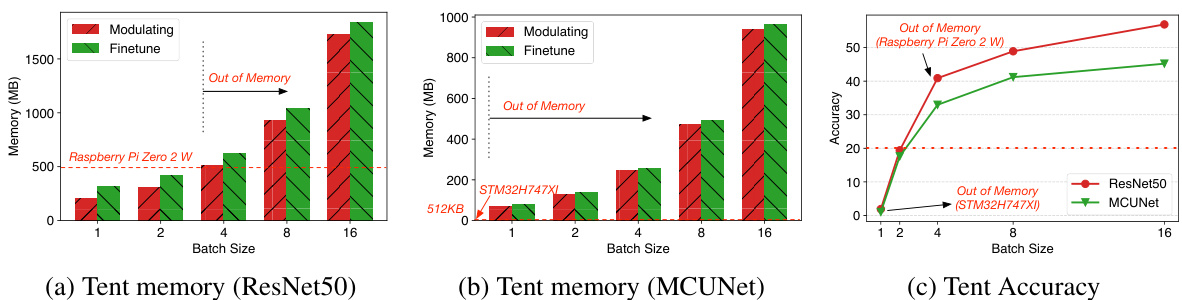 Memory (MB)
1500
1000
500
0
Modulating
Finetune
Out of Memory
Raspberry Pi Zero 2 W
1 2 4 8 16
Batch Size
(a) Tent memory (ResNet50)
Memory (MB)
1000
800
600
400
200
0
Modulating
Finetune
Out of Memory
STM32H747XI
512KB
1 2 4 8 16
Batch Size
(b) Tent memory (MCUNet)
Accuracy
50
40
30
20
10
0
Out of Memory
(Raspberry Pi Zero 2 W)
Out of Memory
(STM32H747XI)
ResNet50
MCUNet
1 2 4 8 16
Batch Size
(c) Tent Accuracy